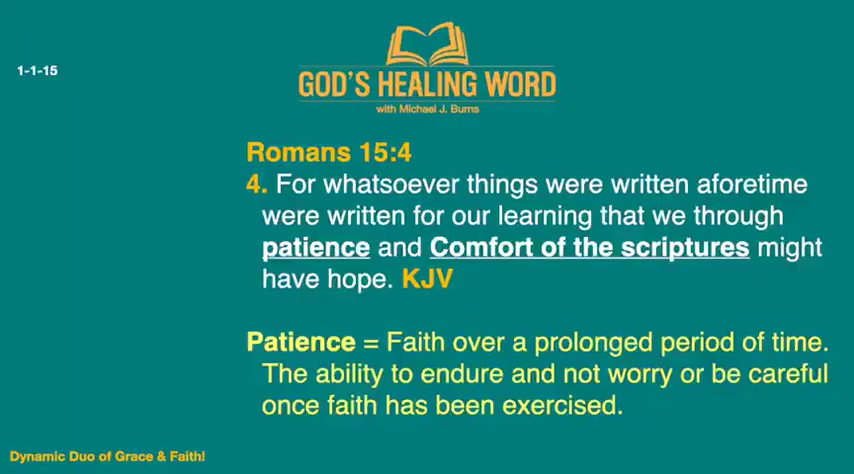 1-1-15
GOD'S HEALING WORD
with Michael J. Burns
Romans 15:4
4. For whatsoever things were written aforetime
were written for our learning that we through
patience and Comfort of the scriptures might
have hope. KJV
Patience = Faith over a prolonged period of time.
The ability to endure and not worry or be careful
once faith has been exercised.
Dynamic Duo of Grace & Faith!